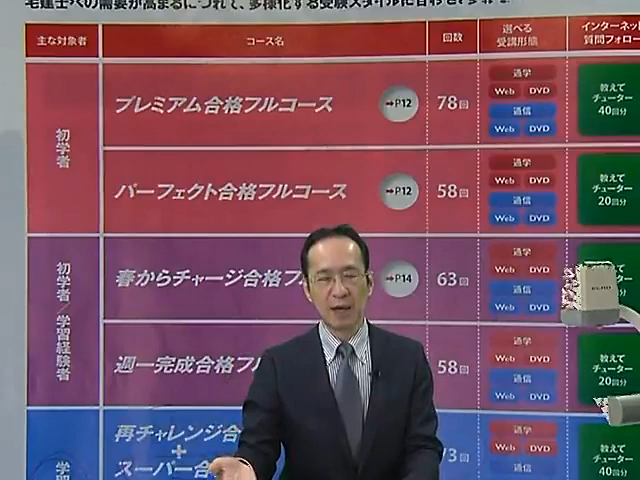 宅建士への需要が高まるにつれて、多様化する受験スタイルに合わせ
主な対象者 コース名 回数 選べる受講形態 インターネット質問フォロー
初学者
プレミアム合格フルコース →P.12 78回 通学 Web DVD 通信 Web DVD 教えてチューター40回分
パーフェクト合格フルコース →P.12 58回 通学 Web DVD 通信 Web DVD 教えてチューター20回分
初学者/学習経験者
春からチャージ合格フ →P.14 63回 通学 Web DVD 通信 Web DVD
週一完成合格フル 58回 通学 Web DVD 通信 Web DVD 教えてチューター20回分
学習
再チャレンジ合
+
スーパー合 73回 通学 Web DVD 通信 教えてチューター40回分